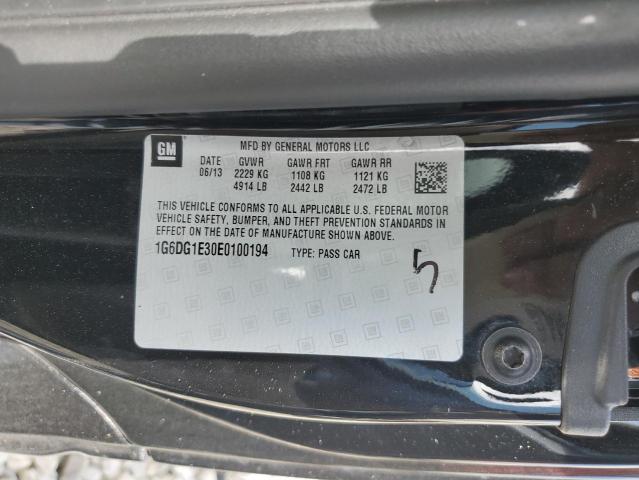 GM MFD BY GENERAL MOTORS LLC
DATE GVWR GAWR FRT GAWR RR
06/13 2229 KG 1108 KG 1121 KG
4914 LB 2442 LB 2472 LB
THIS VEHICLE CONFORMS TO ALL APPLICABLE U.S. FEDERAL MOTOR
VEHICLE SAFETY, BUMPER, AND THEFT PREVENTION STANDARDS IN
EFFECT ON THE DATE OF MANUFACTURE SHOWN ABOVE.
1G6DG1E30E0100194 TYPE: PASS CAR
5